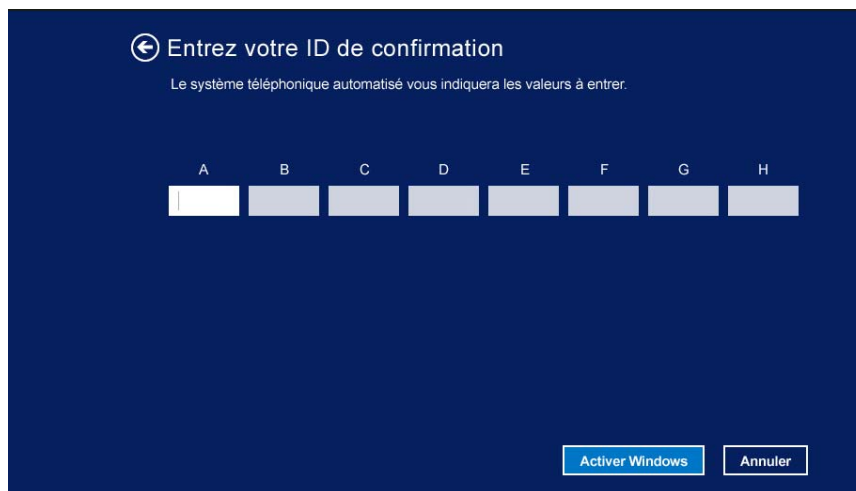 Entrez votre ID de confirmation
Le système téléphonique automatisé vous indiquera les valeurs à entrer.
A B C D E F G H
Activer Windows Annuler